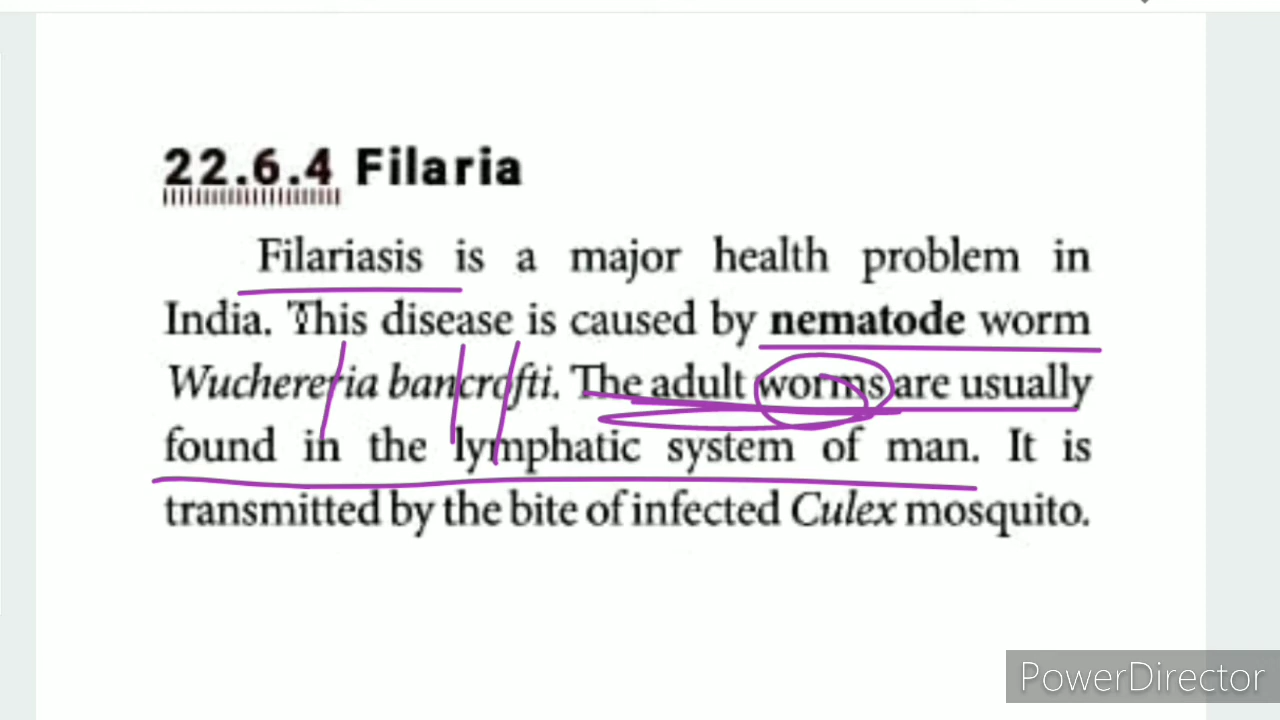 22.6.4 Filaria
Filariasis is a major health problem in
India. This disease is caused by nematode worm
Wuchereria bancrofti. The adult worms are usually
found in the lymphatic system of man. It is
transmitted by the bite of infected Culex mosquito.
PowerDirector